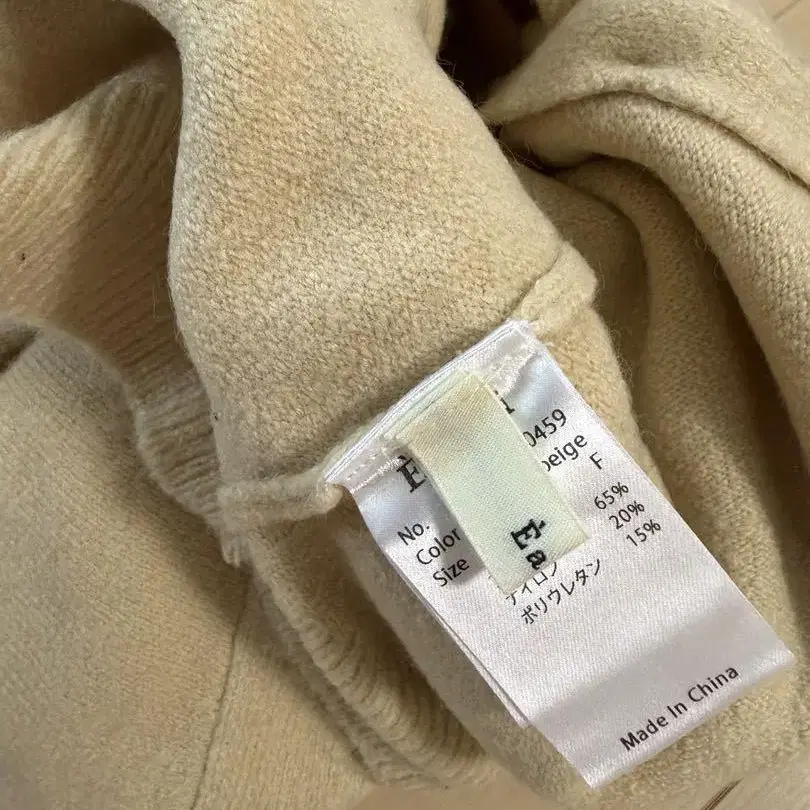 0459
No.
Color beige
Size F
65%
20%
ナイロン 15%
ポリウレタン
Made In China
Ea